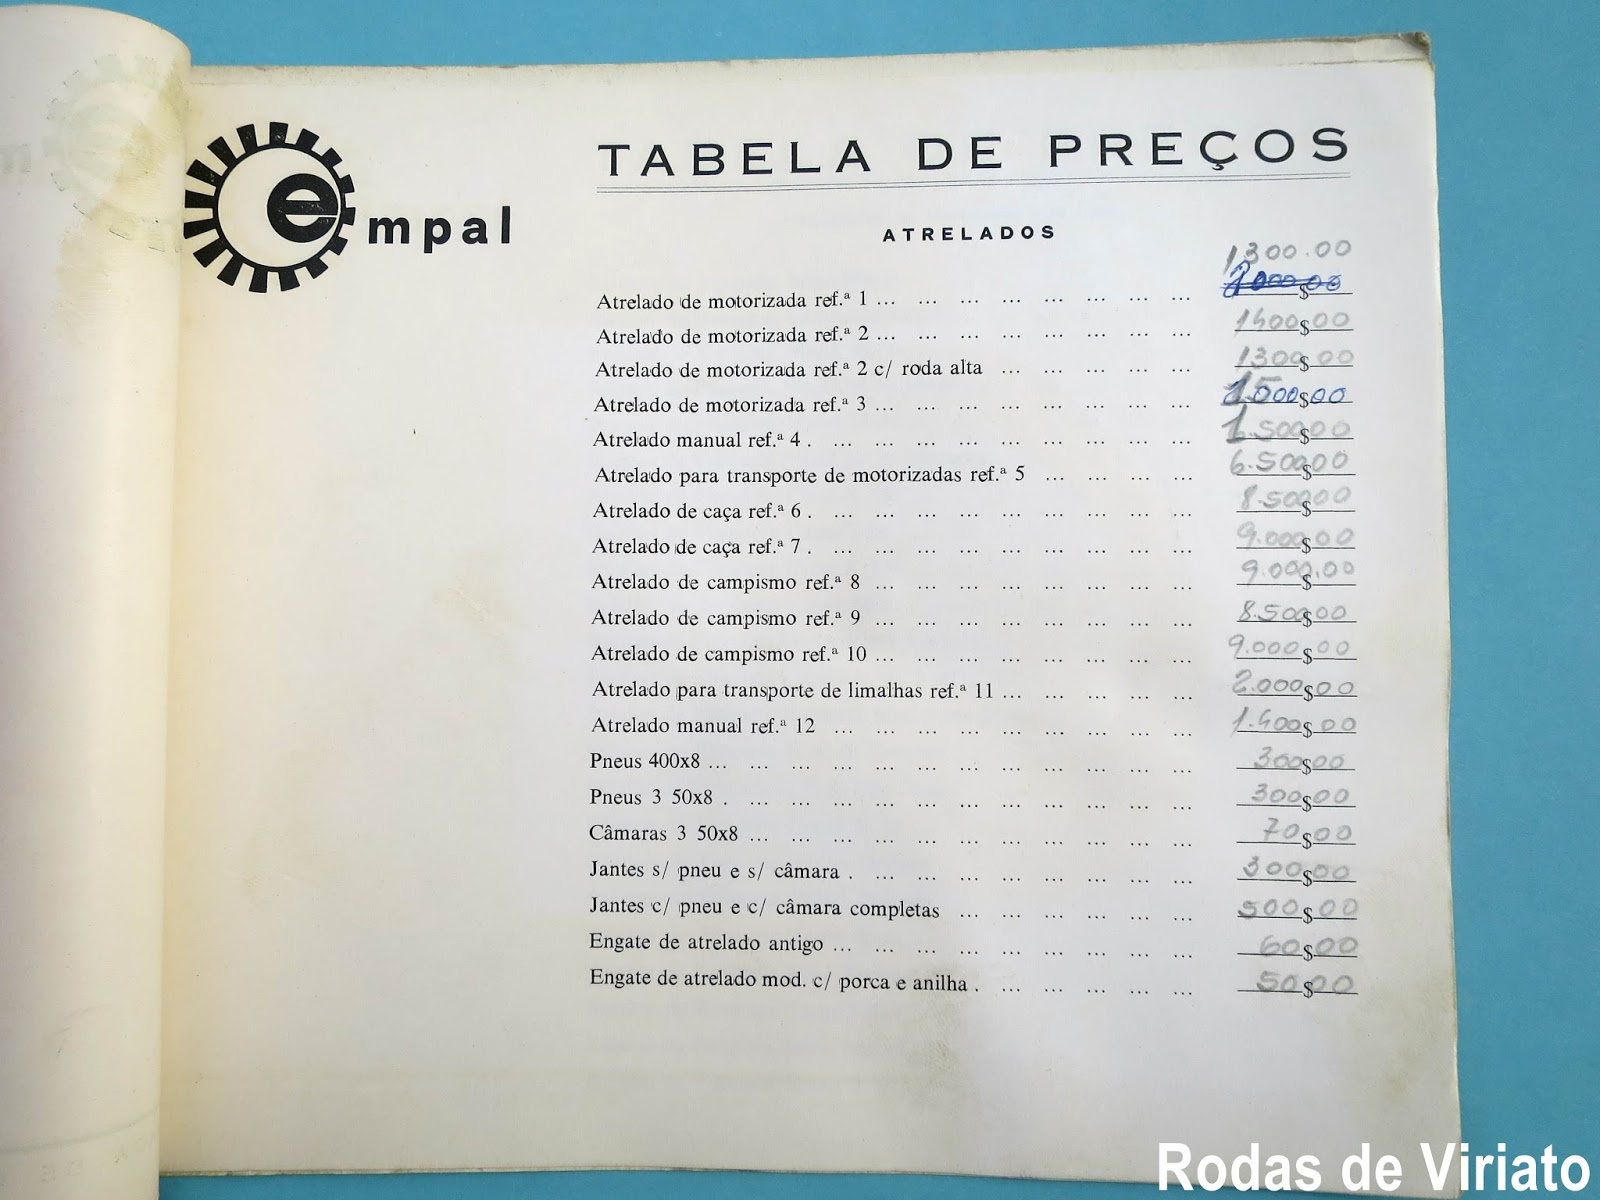 empal
TABELA DE PREÇOS
ATRELADOS
1300.00
Atrelado de motorizada ref.ª 1 ... ... ... ... ... ... ... ... $00
Atrelado de motorizada ref.ª 2 ... ... ... ... ... ... ... ... 1400$00
Atrelado de motorizada ref.ª 2 c/ roda alta ... ... ... ... ... 1300$00
Atrelado de motorizada ref.ª 3 ... ... ... ... ... ... ... ... $00
Atrelado manual ref.ª 4 . ... ... ... ... ... ... ... ... ... 1.500$00
Atrelado para transporte de motorizadas ref.ª 5 ... ... ... ... 6.500$00
Atrelado de caça ref.ª 6 . ... ... ... ... ... ... ... ... ... 8.500$00
Atrelado de caça ref.ª 7 . ... ... ... ... ... ... ... ... ... 9.000$00
Atrelado de campismo ref.ª 8 ... ... ... ... ... ... ... ... 9.000$00
Atrelado de campismo ref.ª 9 ... ... ... ... ... ... ... ... 8.500$00
Atrelado de campismo ref.ª 10 ... ... ... ... ... ... ... ... 9.000$00
Atrelado para transporte de limalhas ref.ª 11 ... ... ... ... ... 2.000$00
Atrelado manual ref.ª 12 ... ... ... ... ... ... ... ... ... 1.400$00
Pneus 400x8 ... ... ... ... ... ... ... ... ... ... ... ... 300$00
Pneus 3 50x8 . ... ... ... ... ... ... ... ... ... ... ... 300$00
Câmaras 3 50x8 ... ... ... ... ... ... ... ... ... ... ... 70$00
Jantes s/ pneu e s/ câmara . ... ... ... ... ... ... ... ... 300$00
Jantes c/ pneu e c/ câmara completas ... ... ... ... ... ... 500$00
Engate de atrelado antigo ... ... ... ... ... ... ... ... ... 60$00
Engate de atrelado mod. c/ porca e anilha . ... ... ... ... ... 50$00
Rodas de Viriato